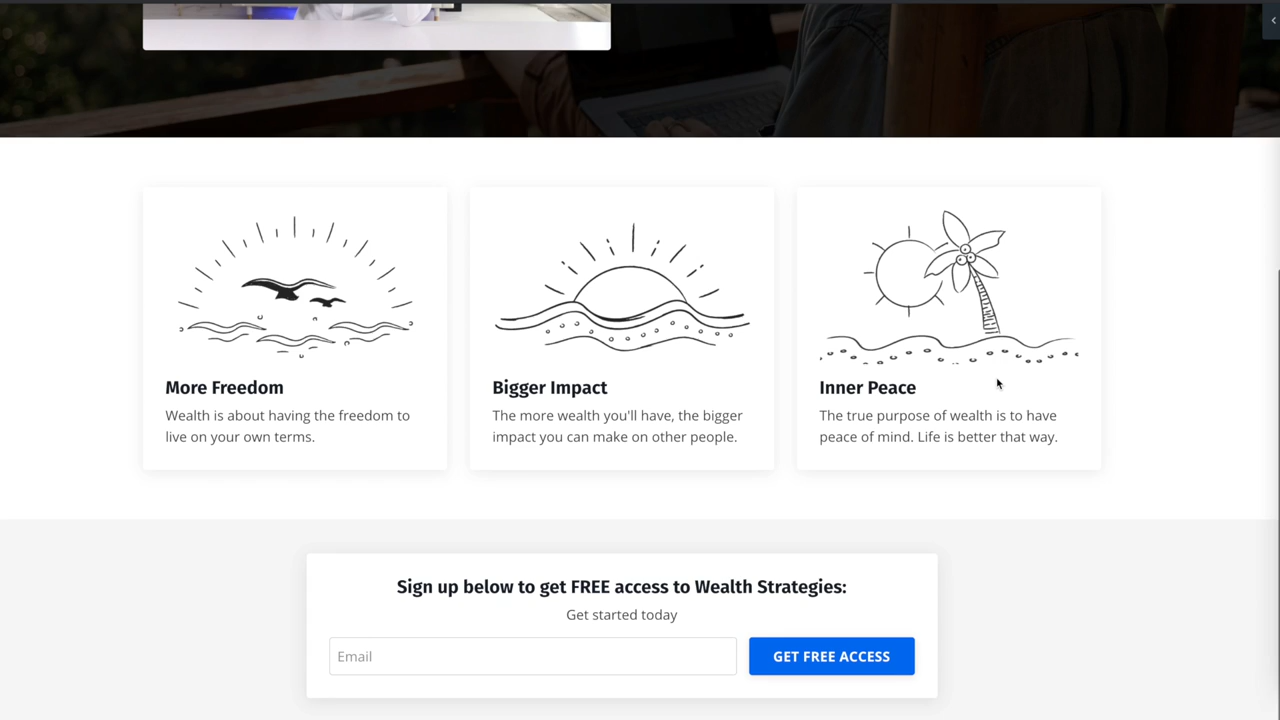 More Freedom
Wealth is about having the freedom to
live on your own terms.
Bigger Impact
The more wealth you'll have, the bigger
impact you can make on other people.
Inner Peace
The true purpose of wealth is to have
peace of mind. Life is better that way.
Sign up below to get FREE access to Wealth Strategies:
Get started today
Email
GET FREE ACCESS